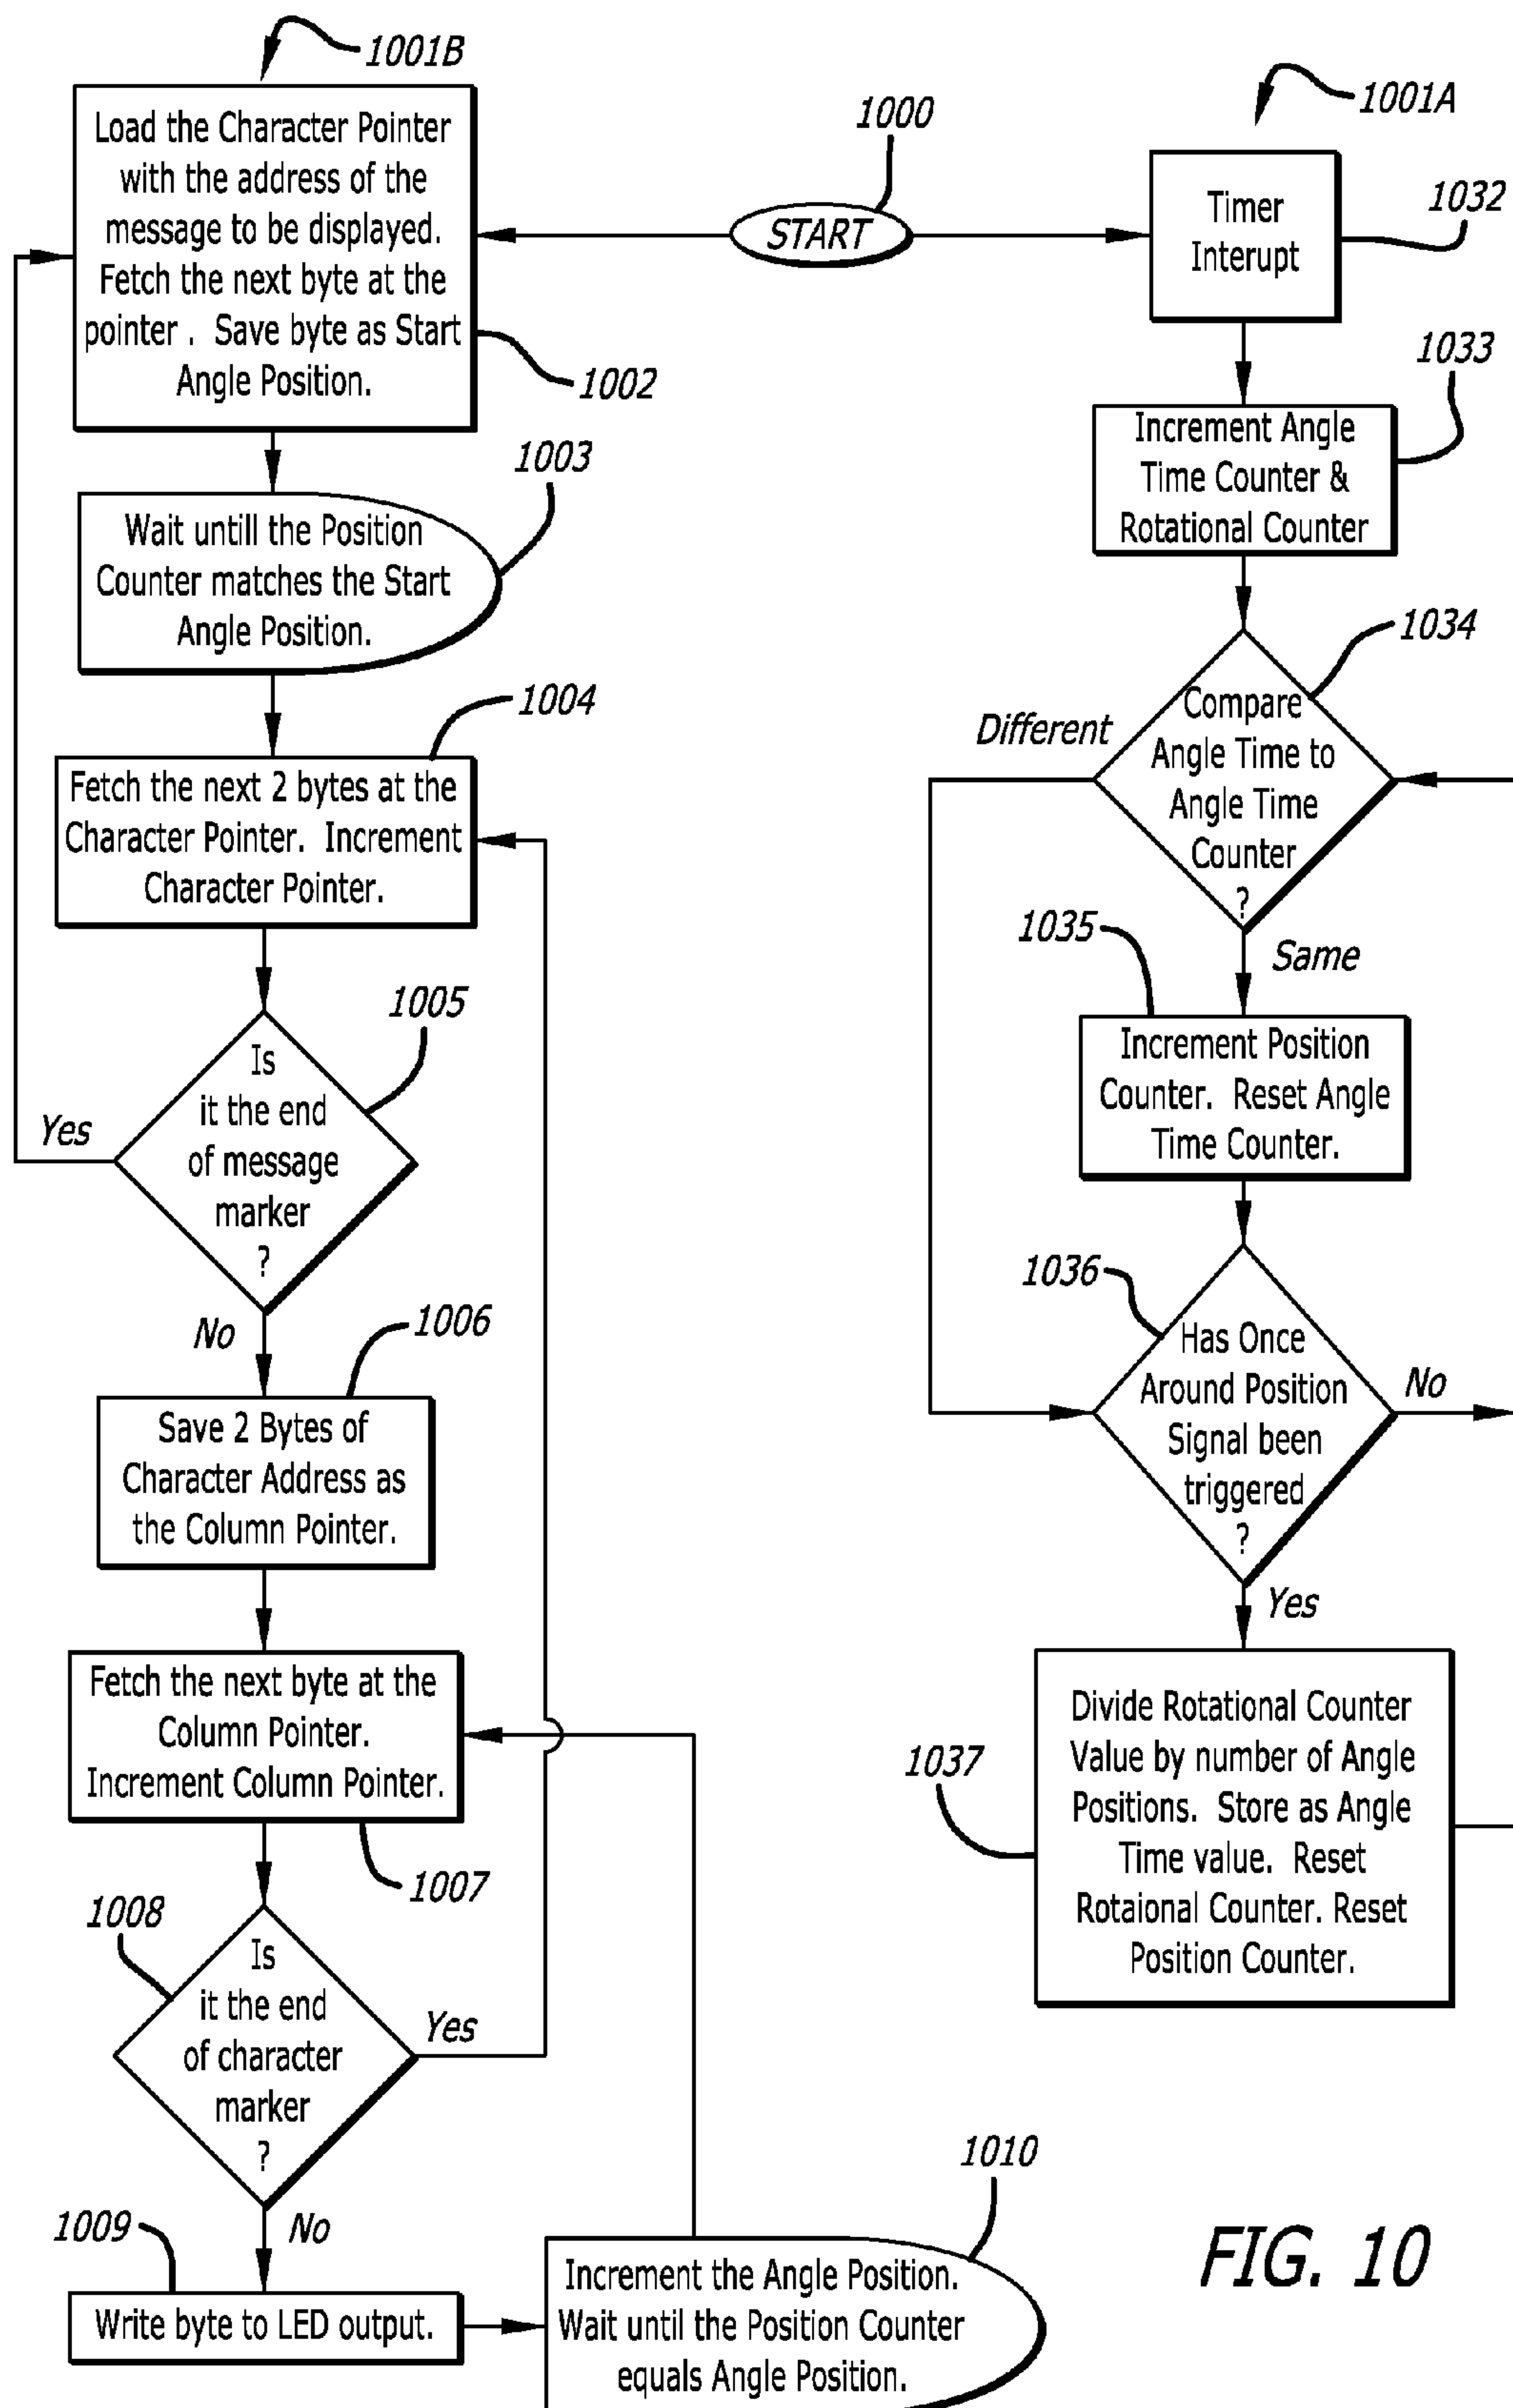 1001B
Load the Character Pointer
with the address of the
message to be displayed.
Fetch the next byte at the
pointer . Save byte as Start
Angle Position.
1002
1003
Wait untill the Position
Counter matches the Start
Angle Position.
1004
Fetch the next 2 bytes at the
Character Pointer. Increment
Character Pointer.
1005
Is
it the end
of message
marker
?
Yes
No
1006
Save 2 Bytes of
Character Address as
the Column Pointer.
Fetch the next byte at the
Column Pointer.
Increment Column Pointer.
1007
1008
Is
it the end
of character
marker
?
Yes
No
1009
Write byte to LED output.
1010
Increment the Angle Position.
Wait until the Position Counter
equals Angle Position.
1000
START
1001A
Timer
Interupt
1032
1033
Increment Angle
Time Counter &
Rotational Counter
1034
Compare
Angle Time to
Angle Time
Counter
?
Different
Same
1035
Increment Position
Counter. Reset Angle
Time Counter.
1036
Has Once
Around Position
Signal been
triggered
?
No
Yes
1037
Divide Rotational Counter
Value by number of Angle
Positions. Store as Angle
Time value. Reset
Rotaional Counter. Reset
Position Counter.
FIG. 10